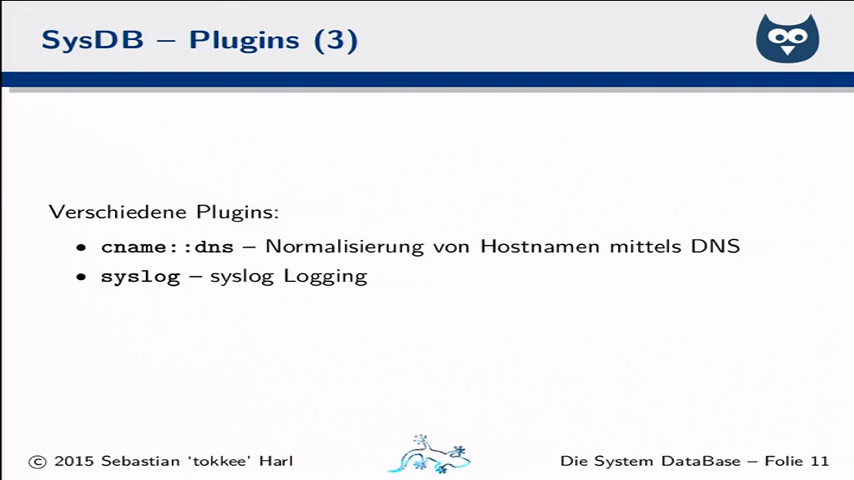 SysDB – Plugins (3)
Verschiedene Plugins:
• cname::dns – Normalisierung von Hostnamen mittels DNS
• syslog – syslog Logging
© 2015 Sebastian ‘tokkee’ Harl
Die System DataBase – Folie 11